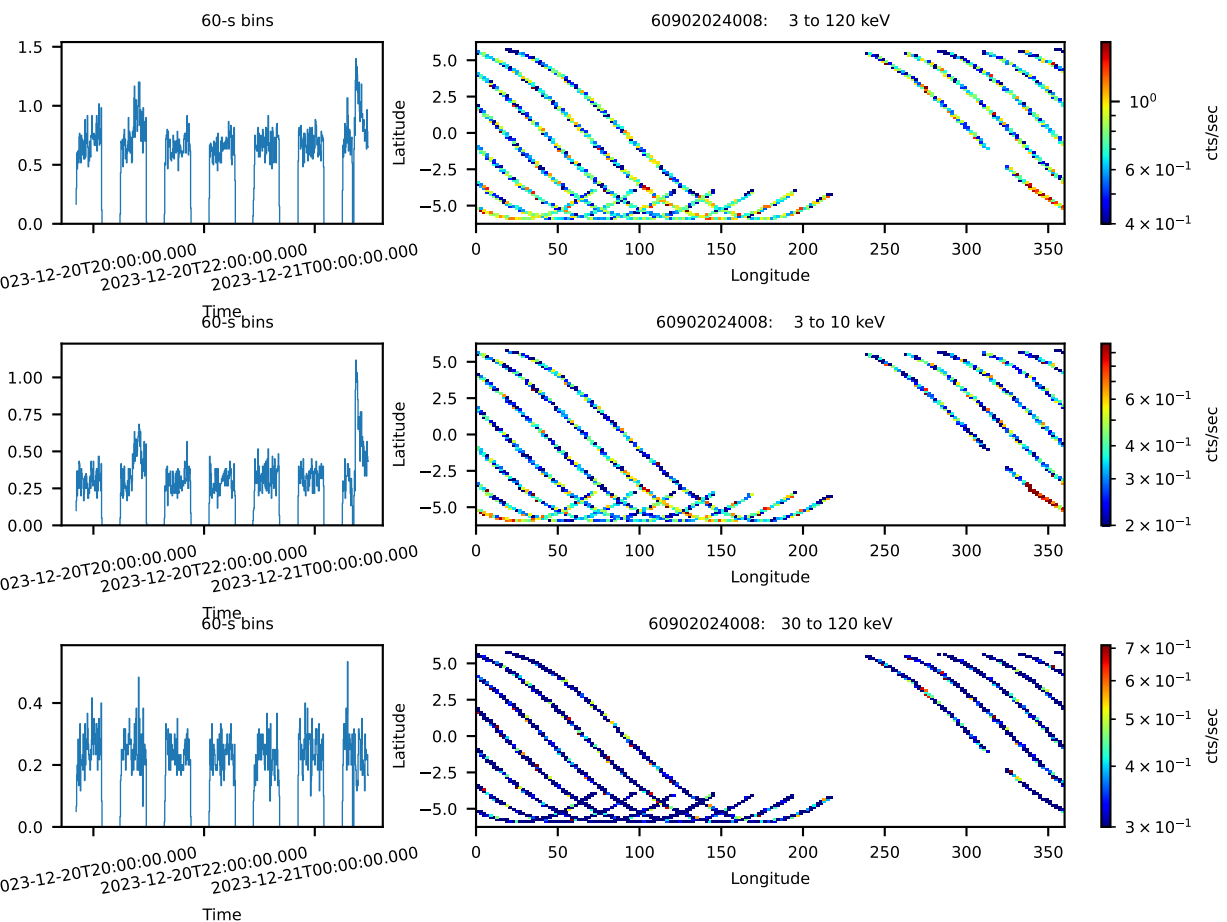 60-s bins
60902024008: 3 to 120 keV
1.5
1.0
0.5
0.0
Latitude
5.0
2.5
0.0
−2.5
−5.0
10⁰
6 × 10⁻¹
4 × 10⁻¹
cts/sec
023-12-20T20:00:00.000
2023-12-20T22:00:00.000
2023-12-21T00:00:00.000
0 50 100 150 200 250 300 350
Longitude
Time
60-s bins
60902024008: 3 to 10 keV
1.00
0.75
0.50
0.25
0.00
Latitude
5.0
2.5
0.0
−2.5
−5.0
6 × 10⁻¹
4 × 10⁻¹
3 × 10⁻¹
2 × 10⁻¹
cts/sec
023-12-20T20:00:00.000
2023-12-20T22:00:00.000
2023-12-21T00:00:00.000
0 50 100 150 200 250 300 350
Longitude
Time
60-s bins
60902024008: 30 to 120 keV
0.4
0.2
0.0
Latitude
5.0
2.5
0.0
−2.5
−5.0
7 × 10⁻¹
6 × 10⁻¹
5 × 10⁻¹
4 × 10⁻¹
3 × 10⁻¹
cts/sec
023-12-20T20:00:00.000
2023-12-20T22:00:00.000
2023-12-21T00:00:00.000
0 50 100 150 200 250 300 350
Longitude
Time